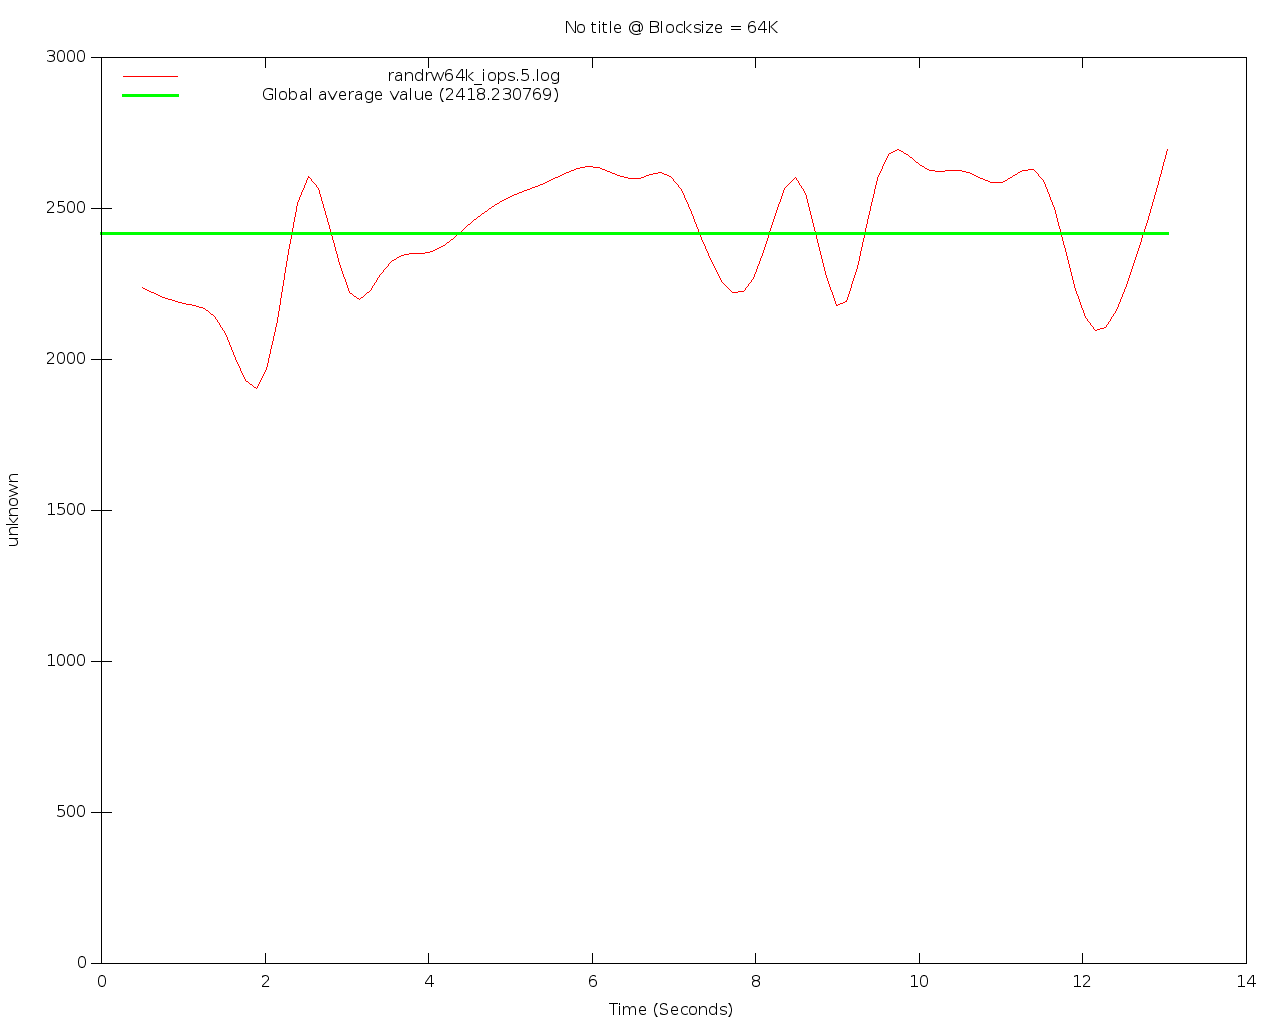 No title @ Blocksize = 64K
3000
randrw64k_iops.5.log
Global average value (2418.230769)
2500
2000
1500
unknown
1000
500
0
0 2 4 6 8 10 12 14
Time (Seconds)